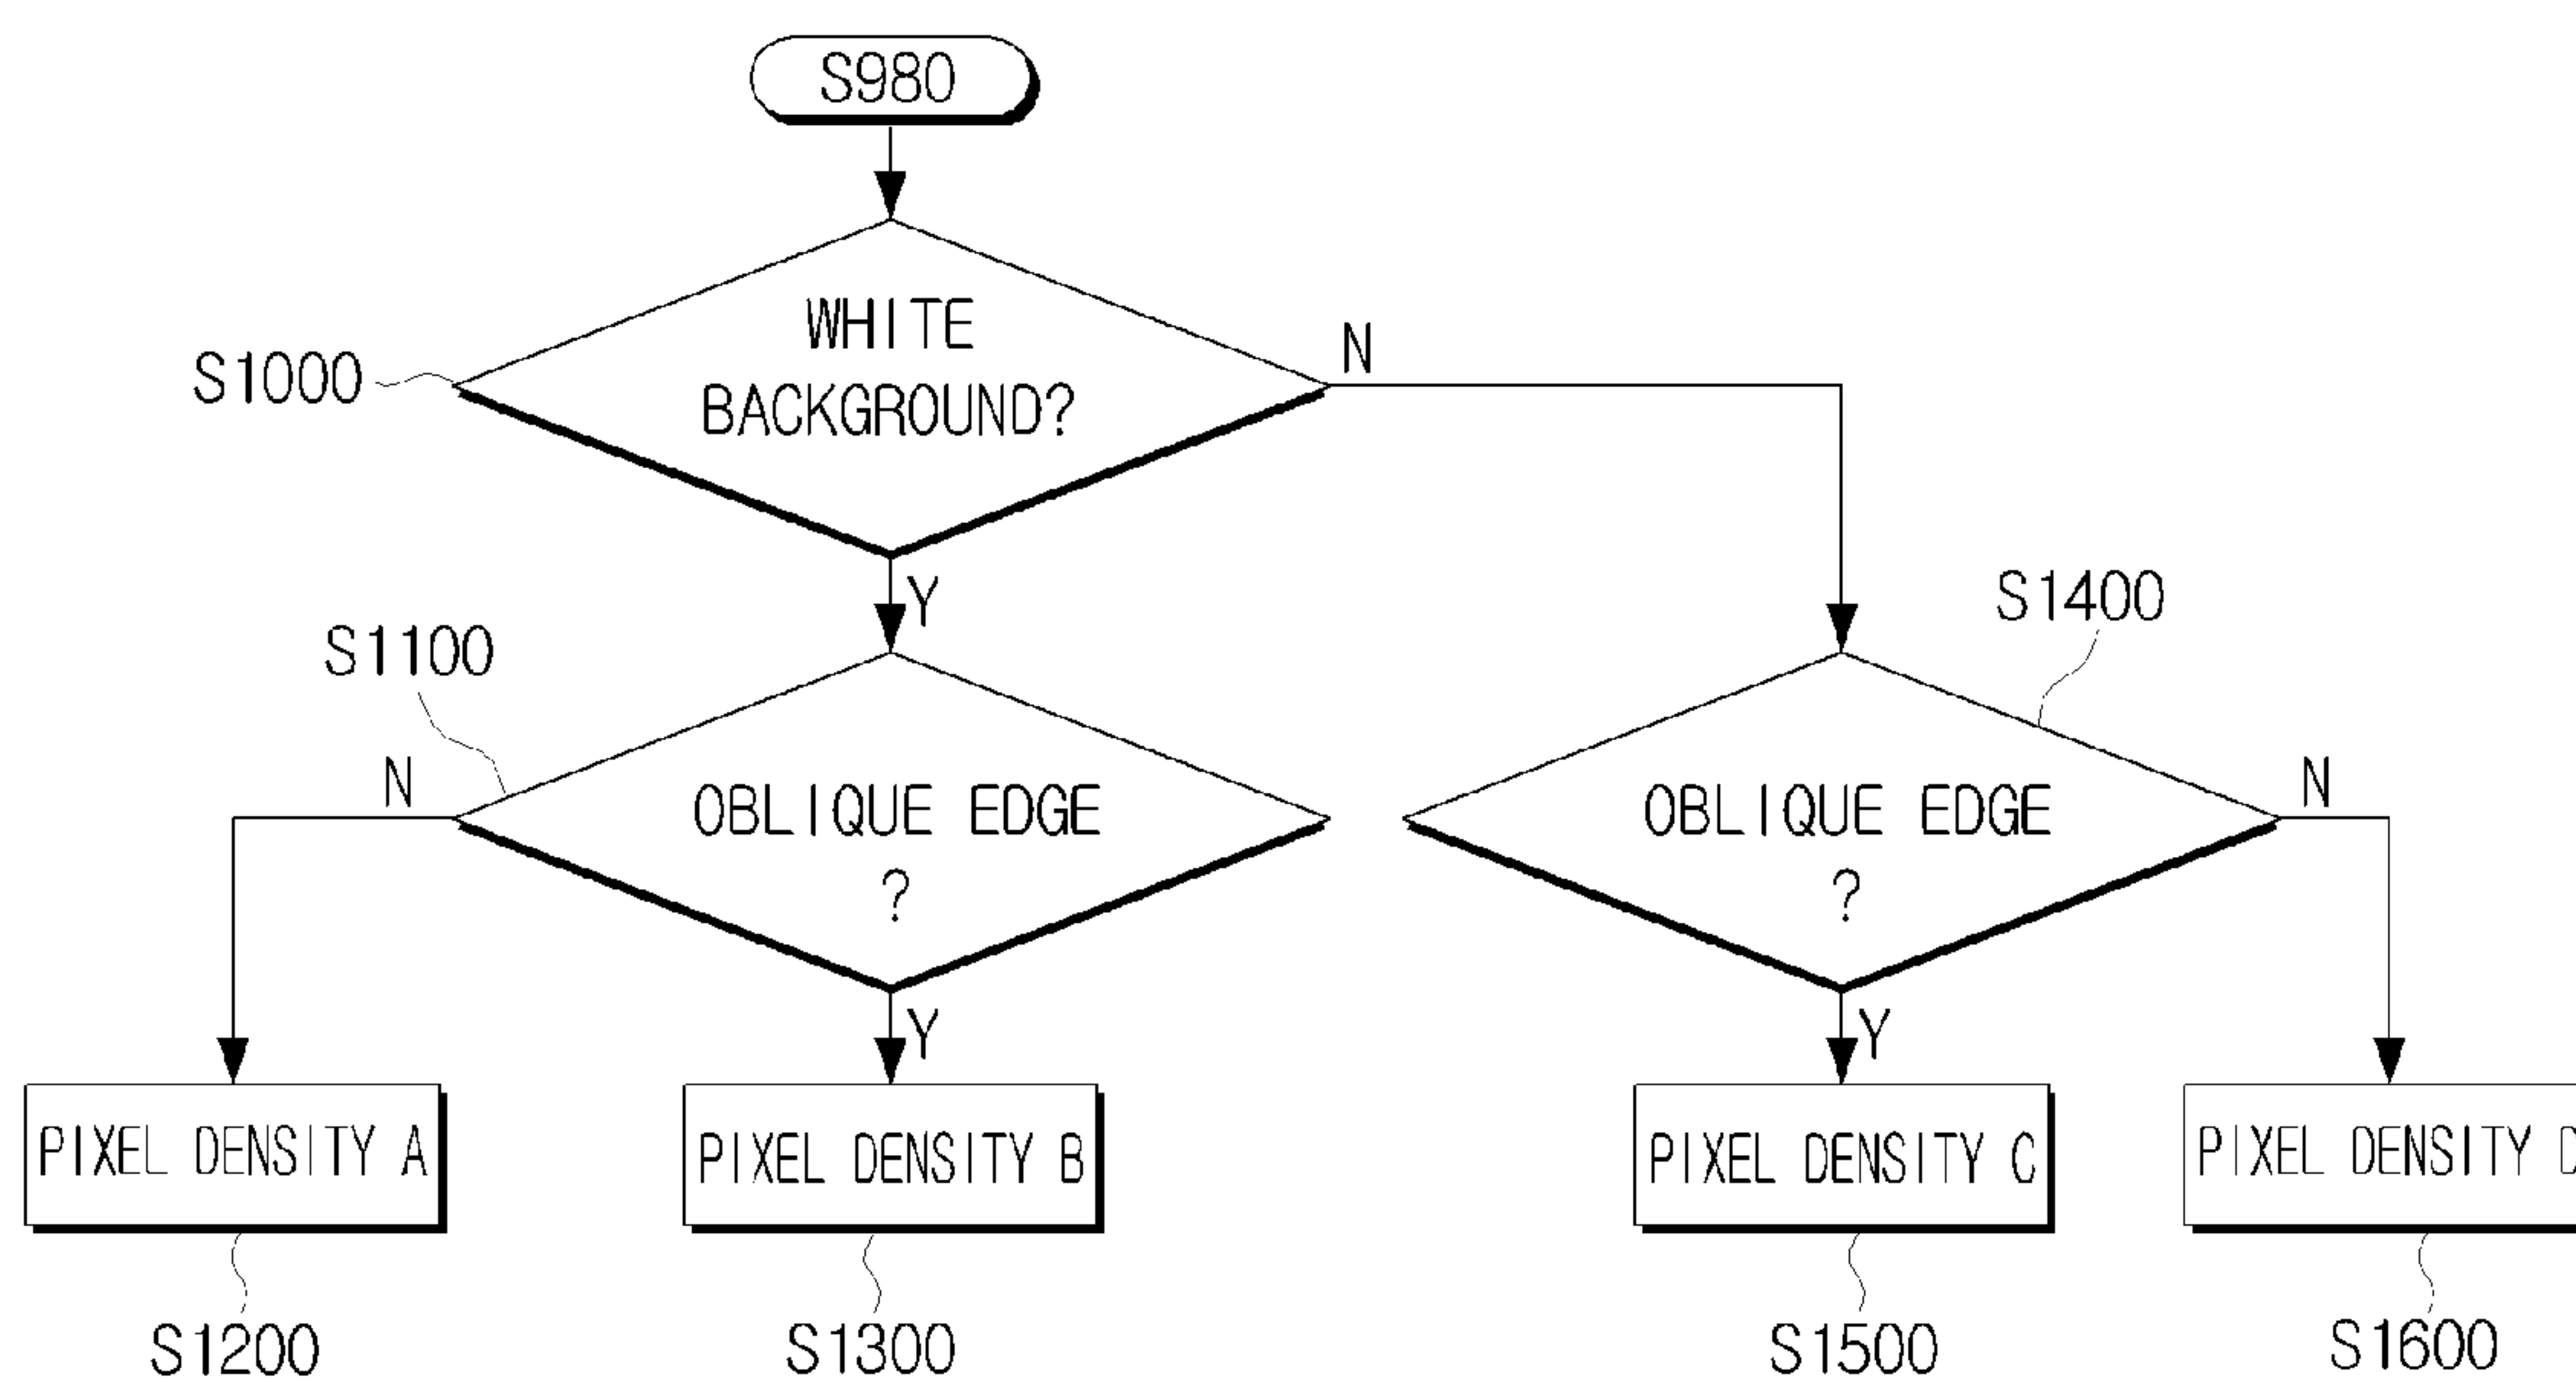 S980
WHITE
BACKGROUND?
S1000
N
Y
S1100
S1400
N
OBLIQUE EDGE
?
Y
OBLIQUE EDGE
?
N
Y
PIXEL DENSITY A
PIXEL DENSITY B
PIXEL DENSITY C
PIXEL DENSITY
S1200
S1300
S1500
S1600